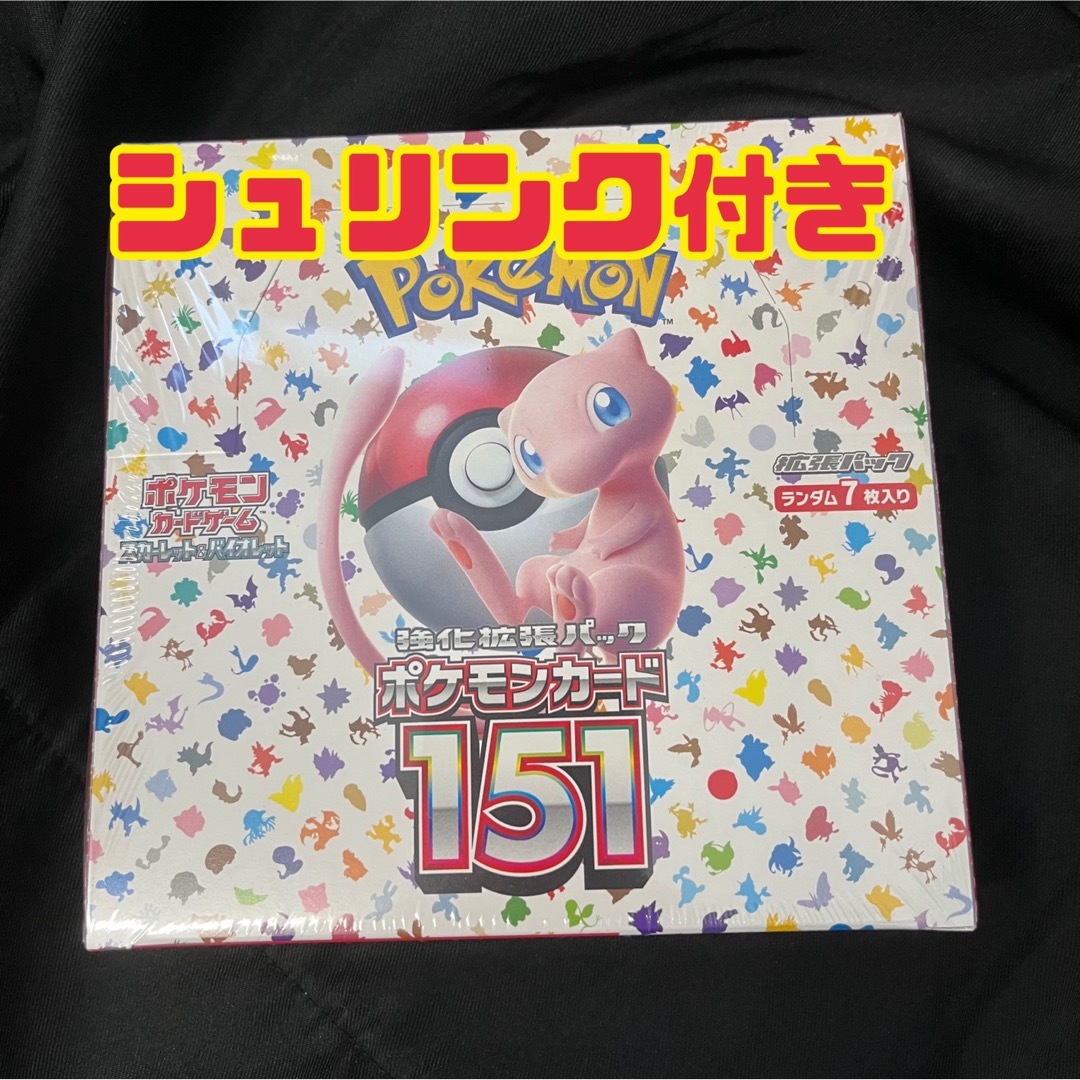 シュリンク付き
POKéMON
TM
拡張パック
ランダム7枚入り
ポケモン
カードゲーム
スカーレット&バイオレット
強化拡張パック
ポケモンカード
151